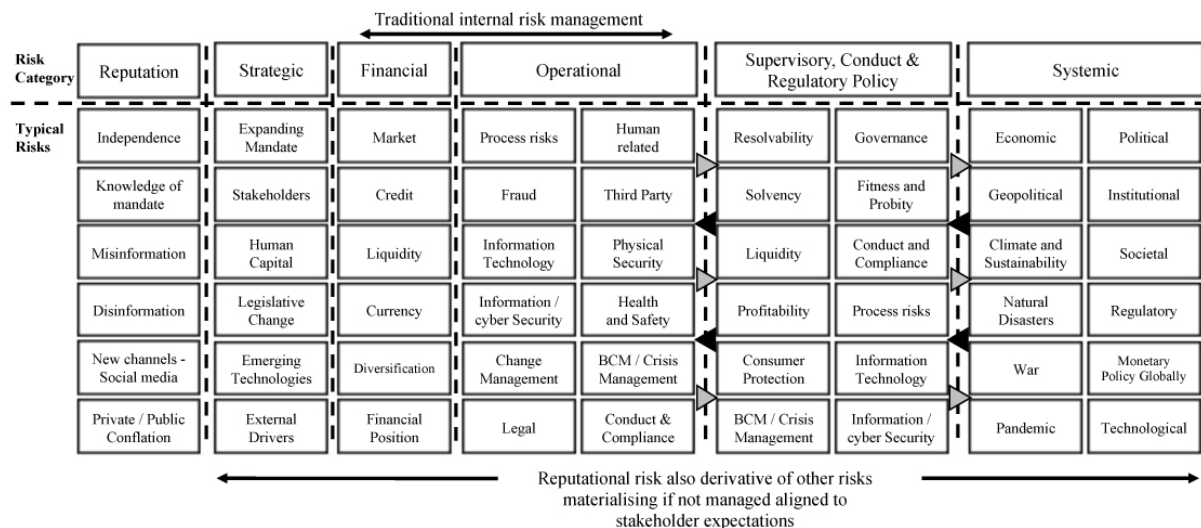 Traditional internal risk management
Risk
Category
Reputation
Strategic
Financial
Operational
Supervisory, Conduct &
Regulatory Policy
Systemic
Typical
Risks
Independence
Expanding
Mandate
Market
Process risks
Human
related
Resolvability
Governance
Economic
Political
Knowledge of
mandate
Stakeholders
Credit
Fraud
Third Party
Solvency
Fitness and
Probity
Geopolitical
Institutional
Misinformation
Human
Capital
Liquidity
Information
Technology
Physical
Security
Liquidity
Conduct and
Compliance
Climate and
Sustainability
Societal
Disinformation
Legislative
Change
Currency
Information /
cyber Security
Health
and Safety
Profitability
Process risks
Natural
Disasters
Regulatory
New channels -
Social media
Emerging
Technologies
Diversification
Change
Management
BCM / Crisis
Management
Consumer
Protection
Information
Technology
War
Monetary
Policy Globally
Private / Public
Conflation
External
Drivers
Financial
Position
Legal
Conduct &
Compliance
BCM / Crisis
Management
Information/
cyber Security
Pandemic
Technological
Reputational risk also derivative of other risks
materialising if not managed aligned to
stakeholder expectations